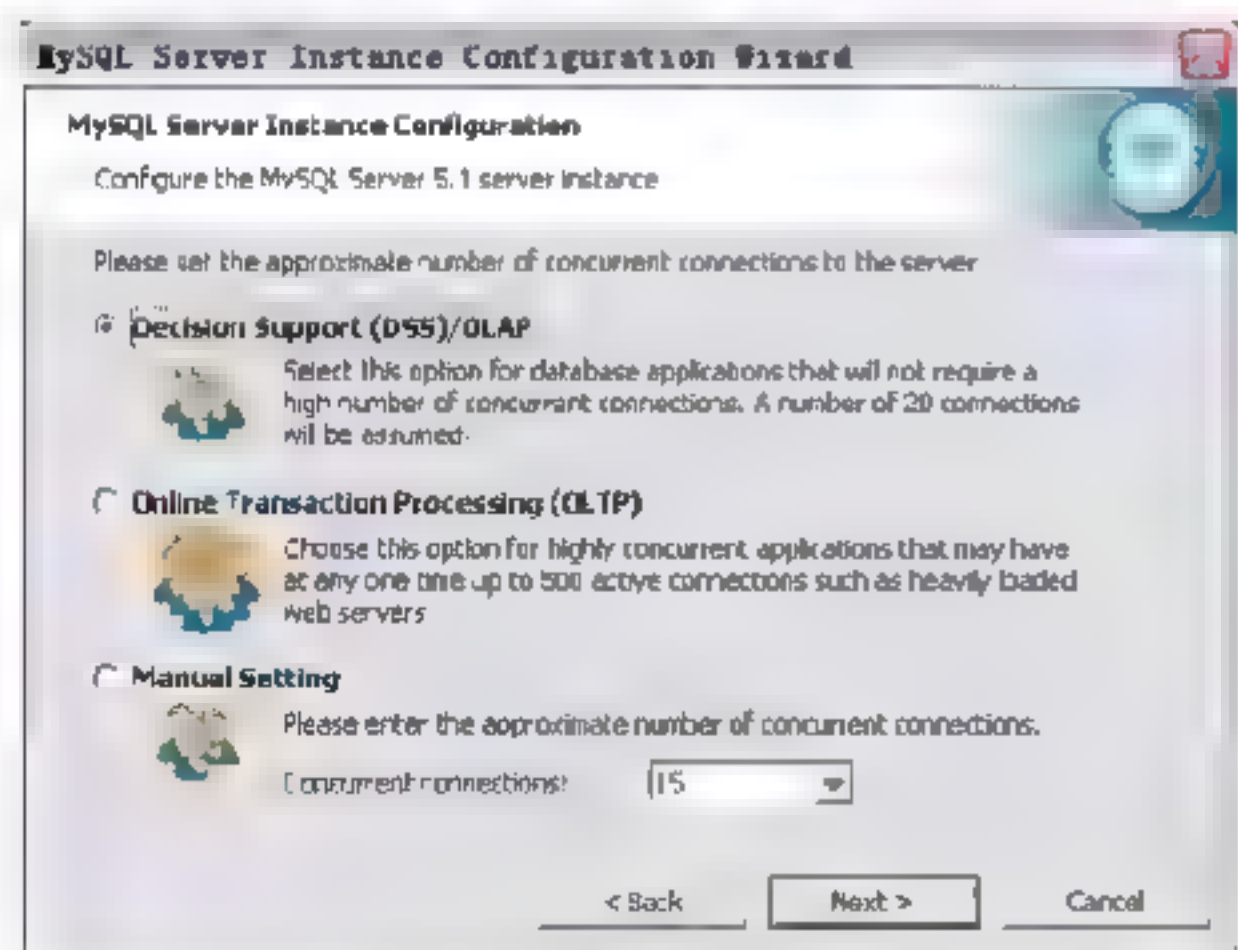 MySQL Server Instance Configuration Wizard
MySQL Server Instance Configuration
Configure the MySQL Server 5.1 server instance
Please set the approximate number of concurrent connections to the server
Decision Support (DSS)/OLAP
Select this option for database applications that will not require a
high number of concurrent connections. A number of 20 connections
will be assumed.
Online Transaction Processing (OLTP)
Choose this option for highly concurrent applications that may have
at any one time up to 500 active connections such as heavily loaded
web servers
Manual Setting
Please enter the approximate number of concurrent connections.
Concurrent connections: 15
< Back Next > Cancel